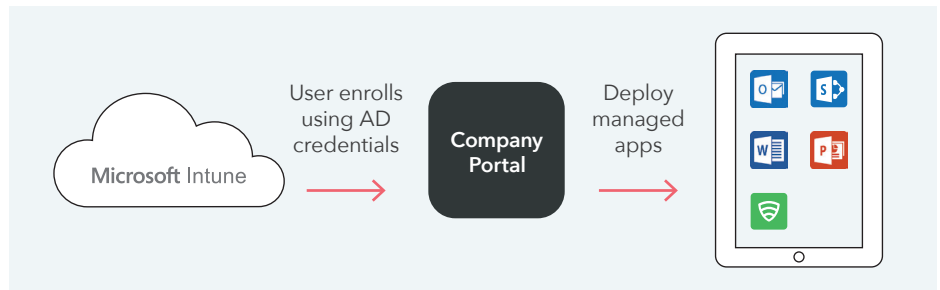 Microsoft Intune
User enrolls
using AD
credentials
Company
Portal
Deploy
managed
apps
O
S
W
P